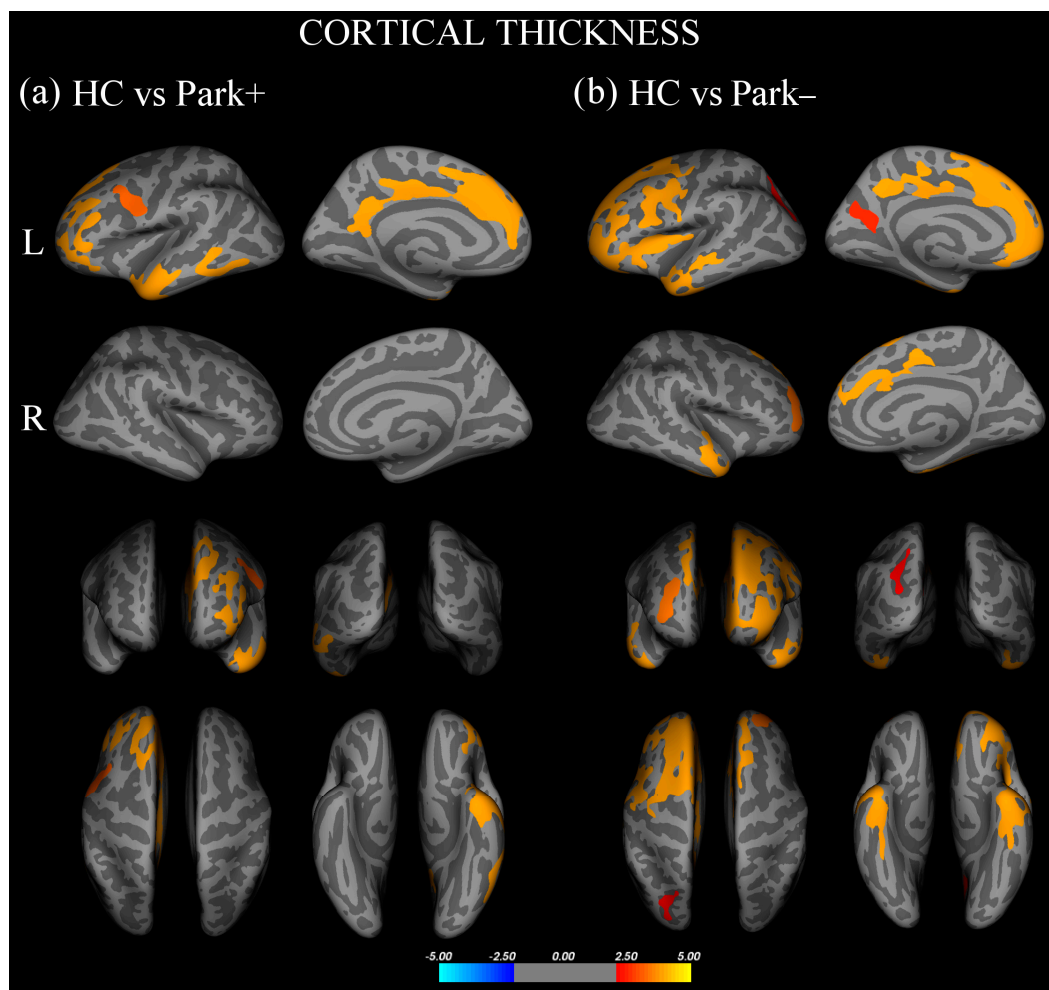 CORTICAL THICKNESS
(a) HC vs Park+
(b) HC vs Park–
L
R
-5.00 -2.50 0.00 2.50 5.00